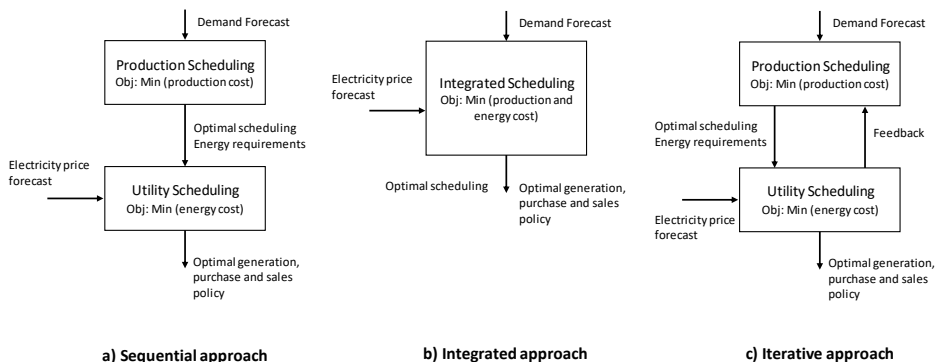 Demand Forecast
Production Scheduling
Obj: Min (production cost)
Optimal scheduling
Energy requirements
Electricity price
forecast
Utility Scheduling
Obj: Min (energy cost)
Optimal generation,
purchase and sales
policy
a) Sequential approach
Demand Forecast
Electricity price
forecast
Integrated Scheduling
Obj: Min (production and
energy cost)
Optimal scheduling
Optimal generation,
purchase and sales
policy
b) Integrated approach
Demand Forecast
Production Scheduling
Obj: Min (production cost)
Optimal scheduling
Energy requirements
Feedback
Utility Scheduling
Obj: Min (energy cost)
Electricity price
forecast
Optimal generation,
purchase and sales
policy
c) Iterative approach